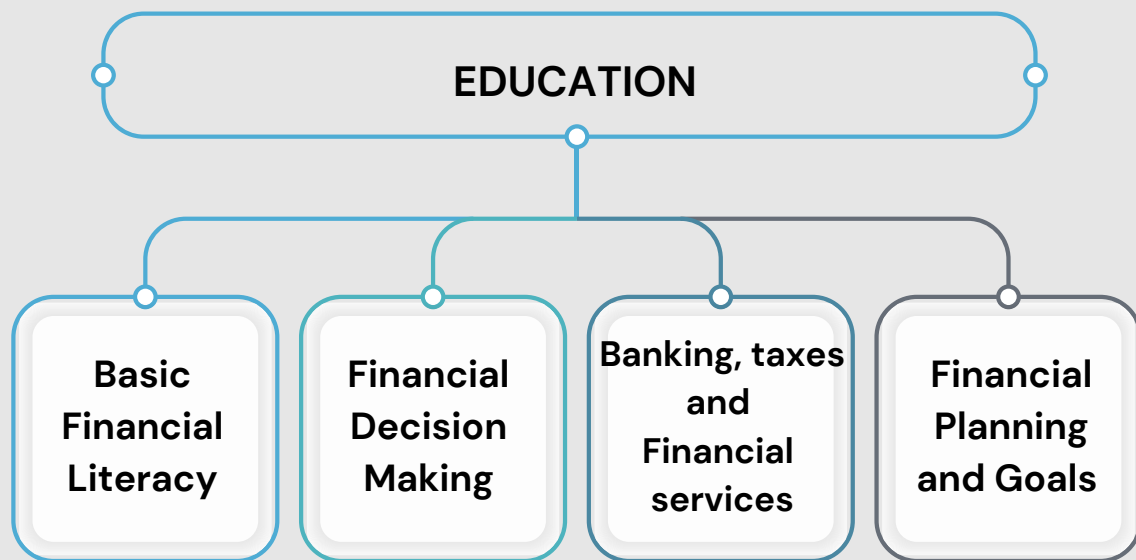 EDUCATION
Basic
Financial
Literacy
Financial
Decision
Making
Banking, taxes
and
Financial
services
Financial
Planning
and Goals